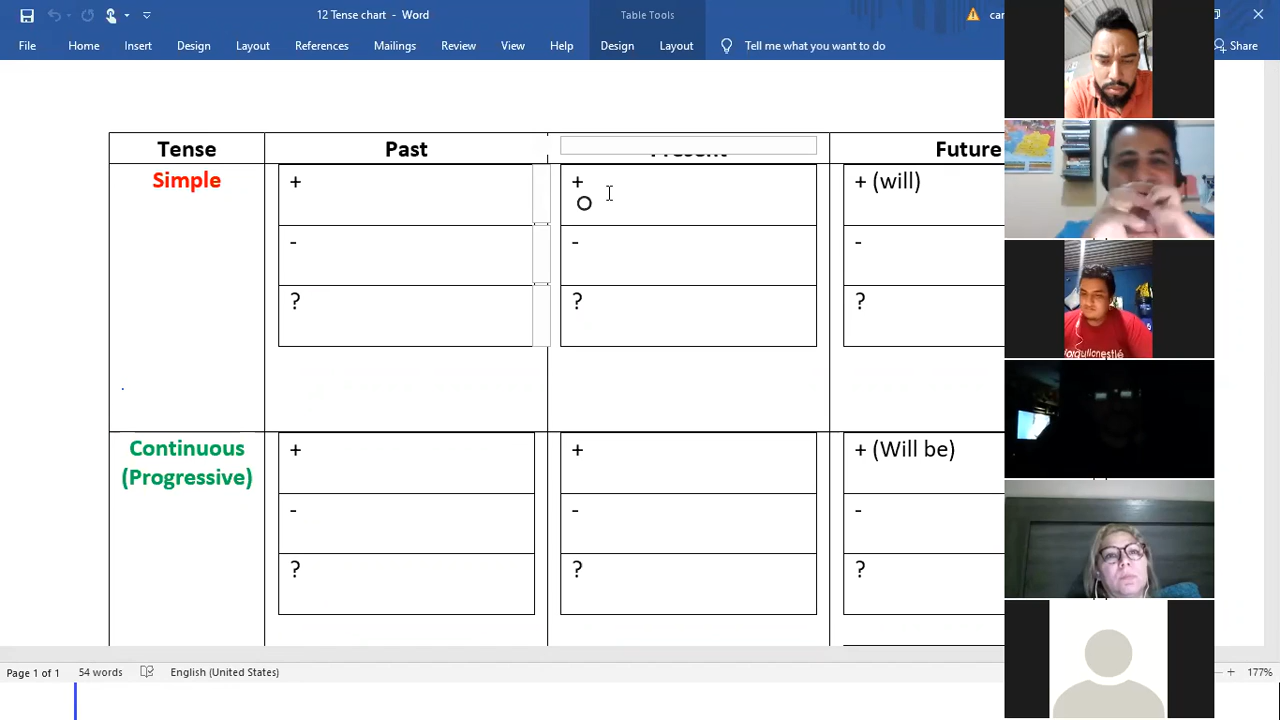 12 Tense chart - Word
Table Tools
File
Home
Insert
Design
Layout
References
Mailings
Review
View
Help
Design
Layout
Tell me what you want to do
Share
Tense
Past
Present
Future
Simple
+
+
+ (will)
-
-
-
?
?
?
Continuous
(Progressive)
+
+
+ (Will be)
-
-
-
?
?
?
Page 1 of 1
54 words
English (United States)
+
177%